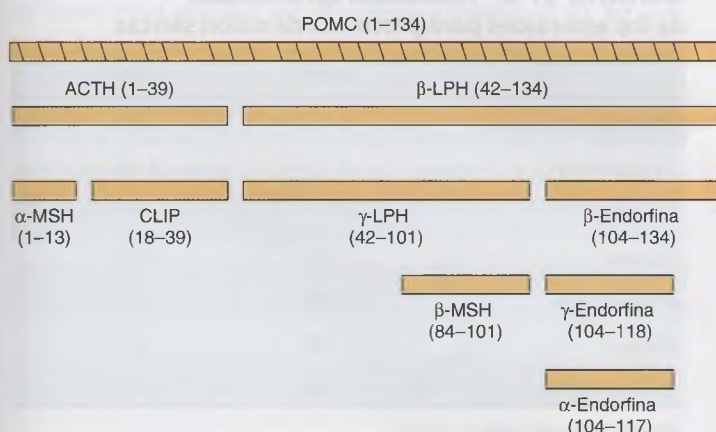 POMC (1–134)
ACTH (1–39)
β-LPH (42–134)
α-MSH
(1–13)
CLIP
(18–39)
γ-LPH
(42–101)
β-Endorfina
(104–134)
β-MSH
(84–101)
γ-Endorfina
(104–118)
α-Endorfina
(104–117)